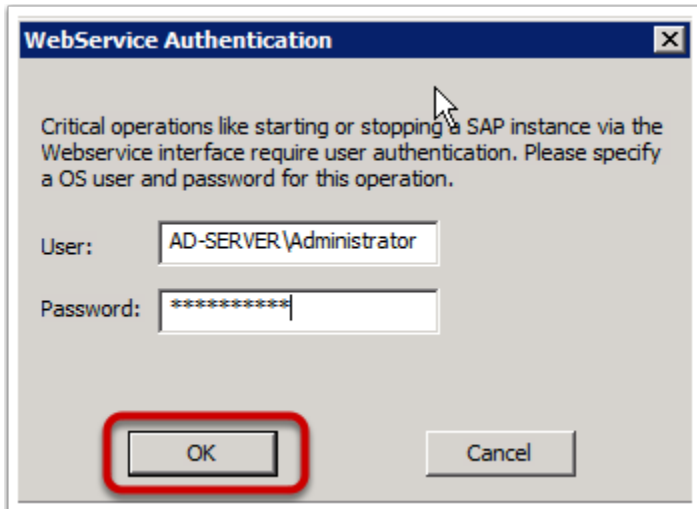 WebService Authentication
Critical operations like starting or stopping a SAP instance via the
Webservice interface require user authentication. Please specify
a OS user and password for this operation.
User: AD-SERVER\Administrator
Password: ***********
OK Cancel